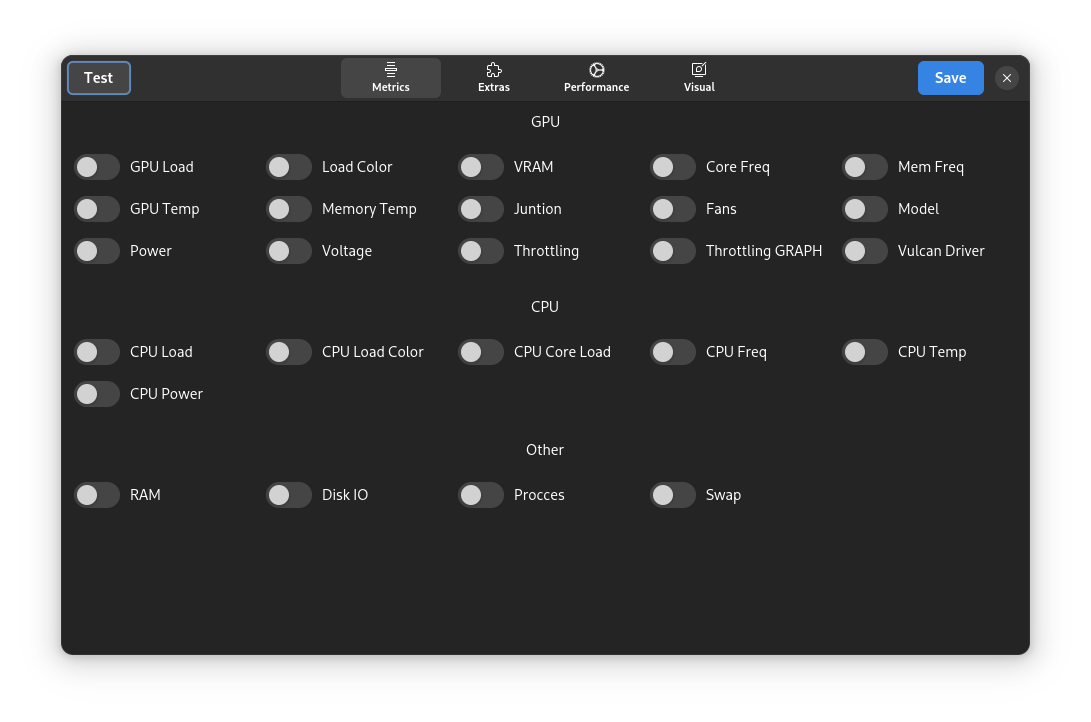 Test
Metrics
Extras
Performance
Visual
Save
GPU
GPU Load
Load Color
VRAM
Core Freq
Mem Freq
GPU Temp
Memory Temp
Juntion
Fans
Model
Power
Voltage
Throttling
Throttling GRAPH
Vulcan Driver
CPU
CPU Load
CPU Load Color
CPU Core Load
CPU Freq
CPU Temp
CPU Power
Other
RAM
Disk IO
Procces
Swap